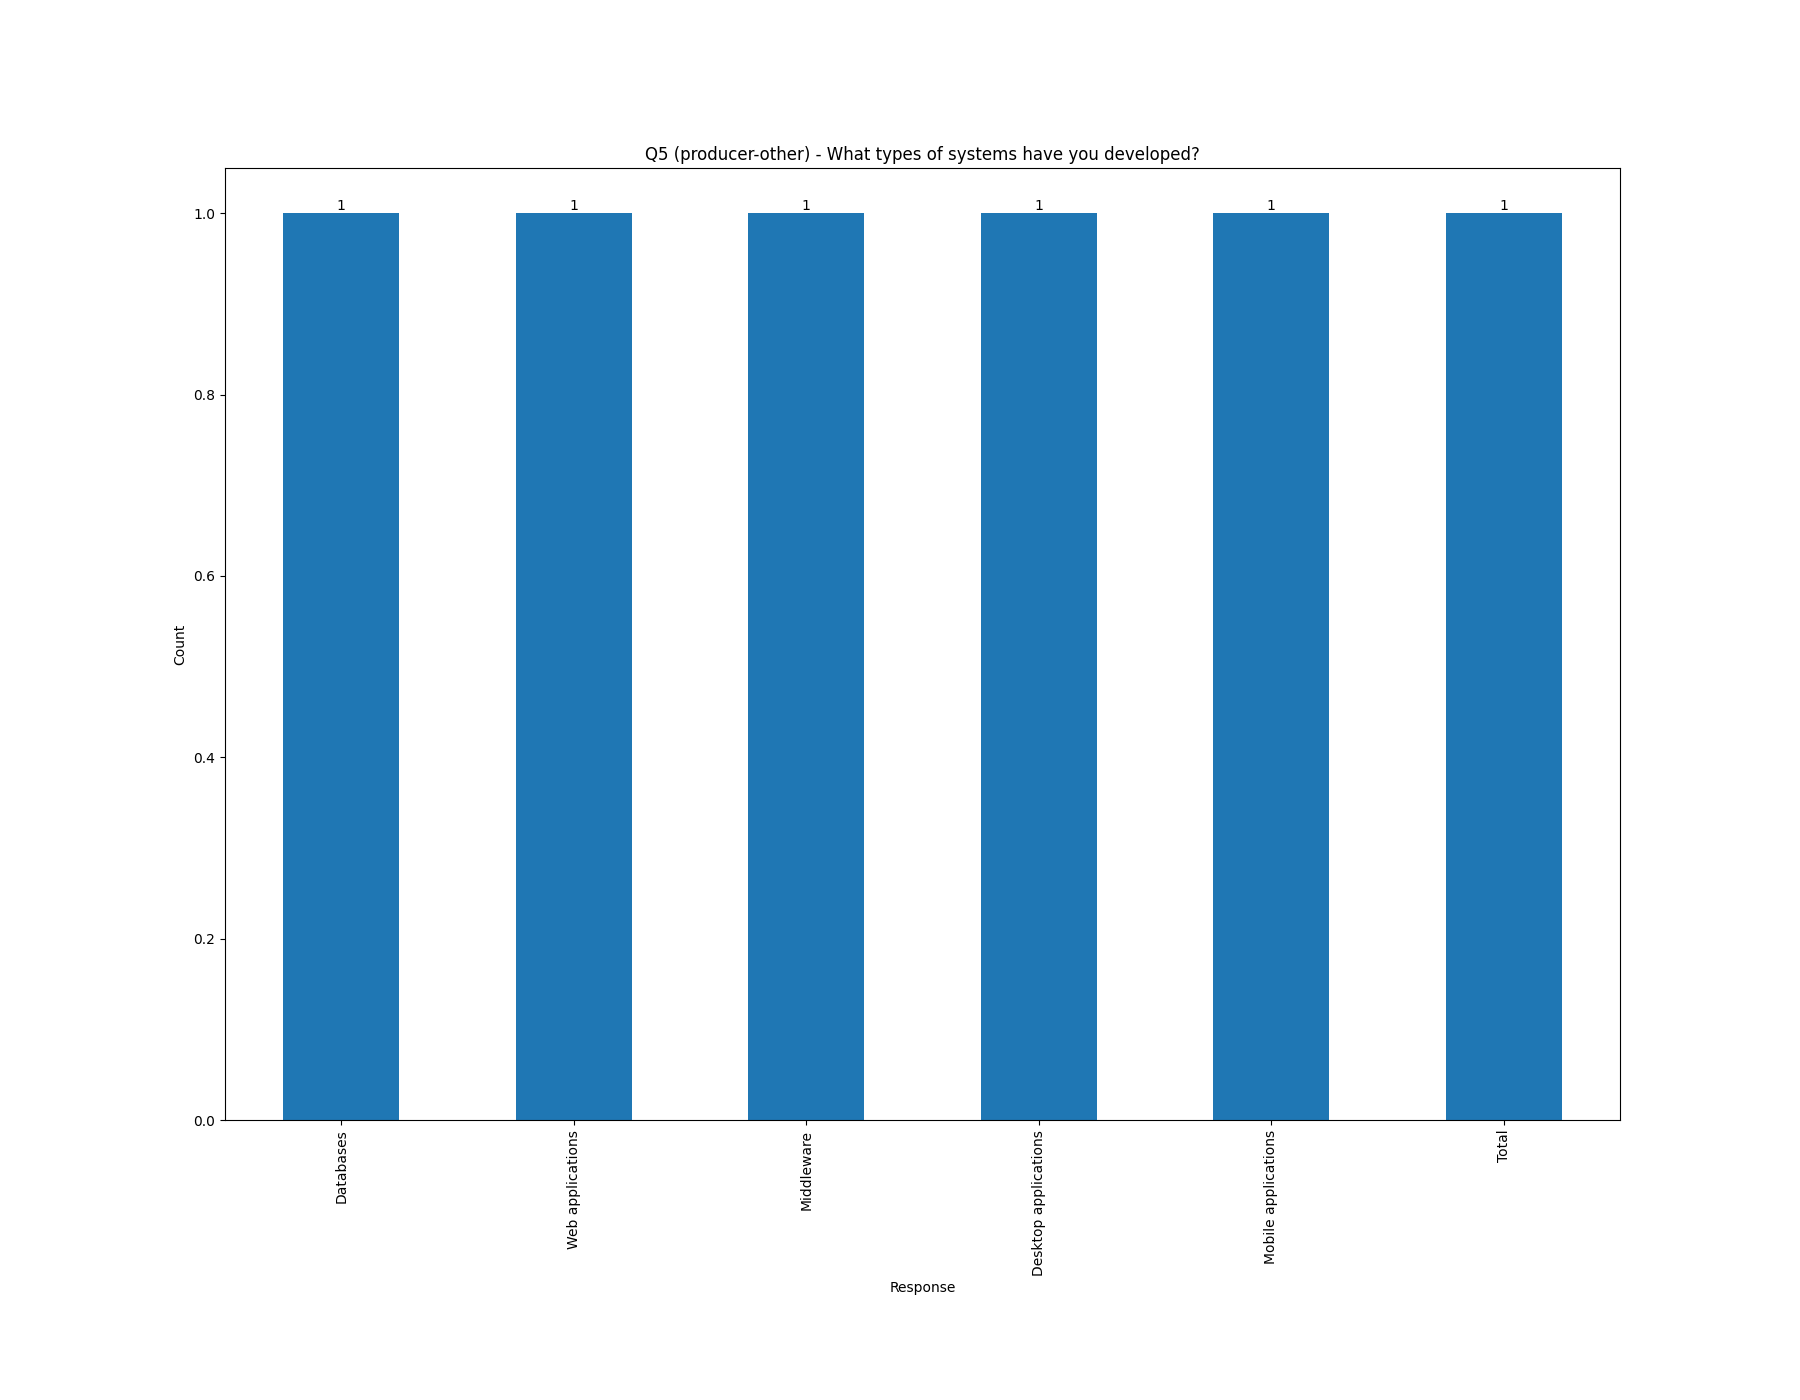 Q5 (producer-other) - What types of systems have you developed?
1 1 1 1 1 1
1.0
0.8
0.6
0.4
0.2
0.0
Count
Databases
Web applications
Middleware
Desktop applications
Mobile applications
Total
Response